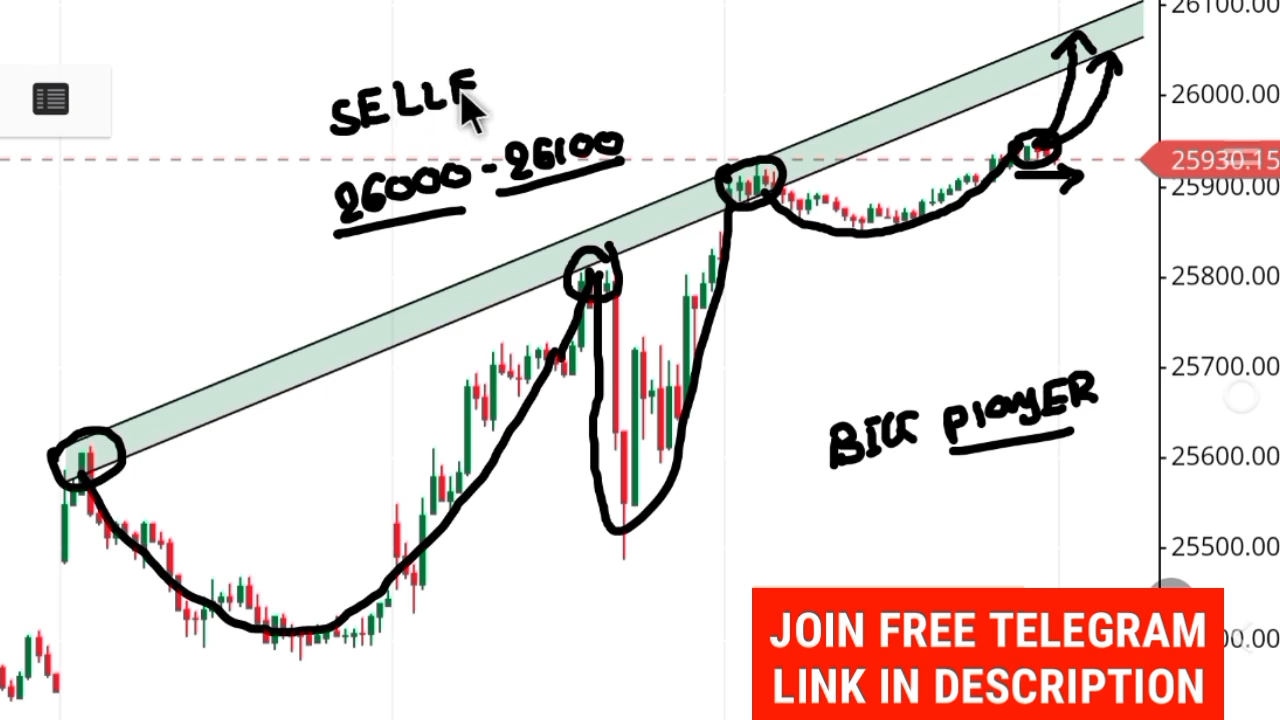 26100.00
SELLF
26000.00
26000 - 26100
25930.15
25900.00
25800.00
25700.00
player
25600.00
25500.00
JOIN FREE TELEGRAM
LINK IN DESCRIPTION